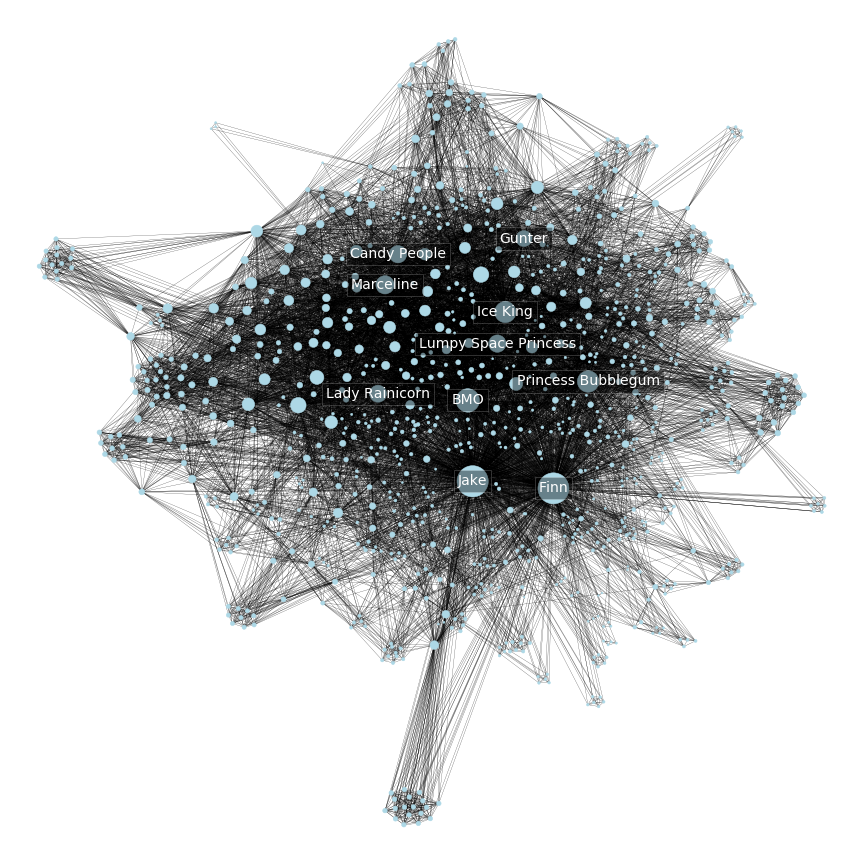 Gunter
Candy People
Marceline
Ice King
Lumpy Space Princess
Princess Bubblegum
Lady Rainicorn
BMO
Jake
Finn